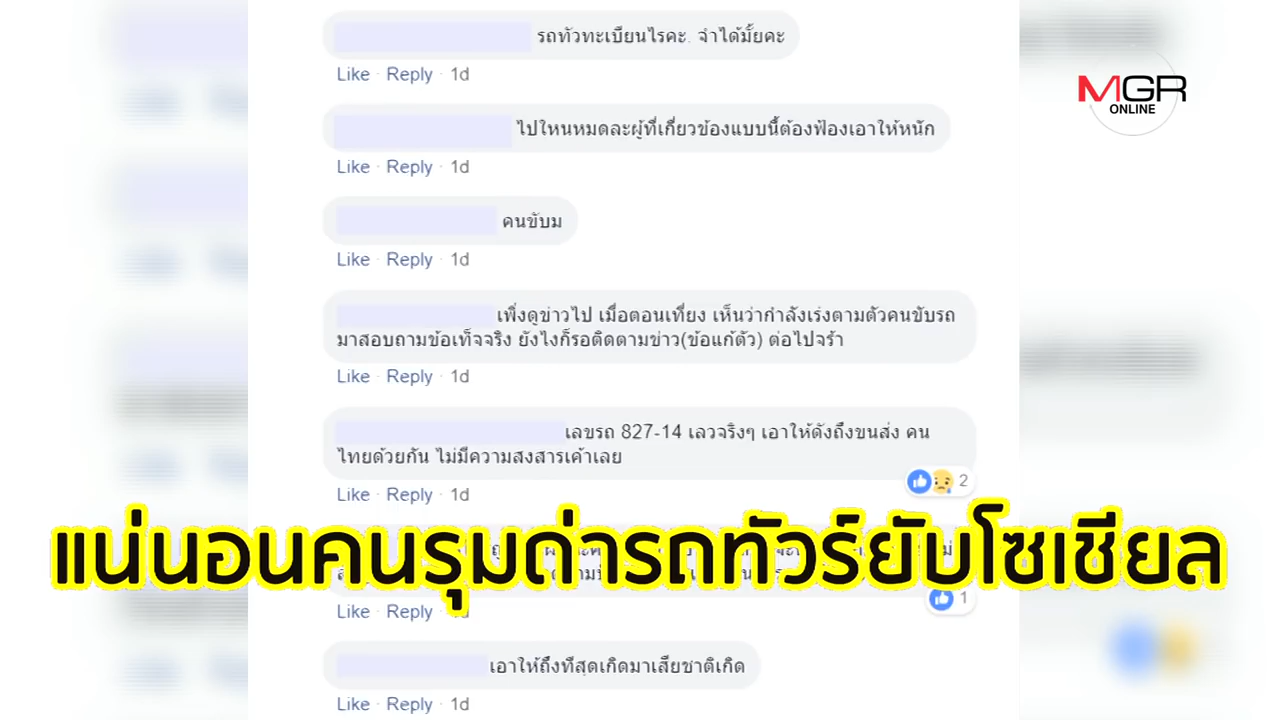 รถทัวทะเบียนไรคะ. จำได้มั้ยคะ
Like · Reply · 1d
MGR
ONLINE
ไปใหนหมดละผู้ที่เกี่ยวข้องแบบนี้ต้องฟ้องเอาให้หนัก
Like · Reply · 1d
คนขับม
Like · Reply · 1d
เพิ่งดูข่าวไป เมื่อตอนเที่ยง เห็นว่ากำลังเร่งตามตัวคนขับรถ
มาสอบถามข้อเท็จจริง ยังไงก็รอติดตามข่าว(ข้อแก้ตัว) ต่อไปจร้า
Like · Reply · 1d
เลขรถ 827-14 เลวจริงๆ เอาให้ดังถึงขนส่ง คน
ไทยด้วยกัน ไม่มีความสงสารเค้าเลย
2
Like · Reply · 1d
แน่นอนคนรุมด่ารถทัวร์ยับโซเชียล
1
Like · Reply · 1d
เอาให้ถึงที่สุดเกิดมาเสียชาติเกิด
Like · Reply · 1d